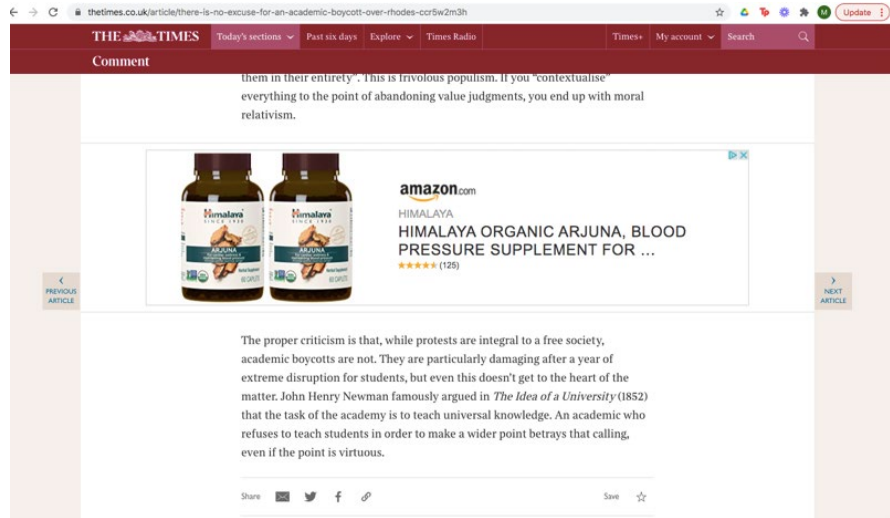 thetimes.co.uk/article/there-is-no-excuse-for-an-academic-boycott-over-rhodes-ccr5w2m3h
M Update
THE TIMES Today's sections Past six days Explore Times Radio Times+ My account Search
Comment
them in their entirety". This is frivolous populism. If you "contextualise"
everything to the point of abandoning value judgments, you end up with moral
relativism.
amazon.com
HIMALAYA
HIMALAYA ORGANIC ARJUNA, BLOOD
PRESSURE SUPPLEMENT FOR ...
(125)
Himalaya Himalaya
SINCE 1930 SINCE 1930
ARJUNA ARJUNA
60 CAPLETS 60 CAPLETS
PREVIOUS
ARTICLE
NEXT
ARTICLE
The proper criticism is that, while protests are integral to a free society,
academic boycotts are not. They are particularly damaging after a year of
extreme disruption for students, but even this doesn't get to the heart of the
matter. John Henry Newman famously argued in The Idea of a University (1852)
that the task of the academy is to teach universal knowledge. An academic who
refuses to teach students in order to make a wider point betrays that calling,
even if the point is virtuous.
Share Save